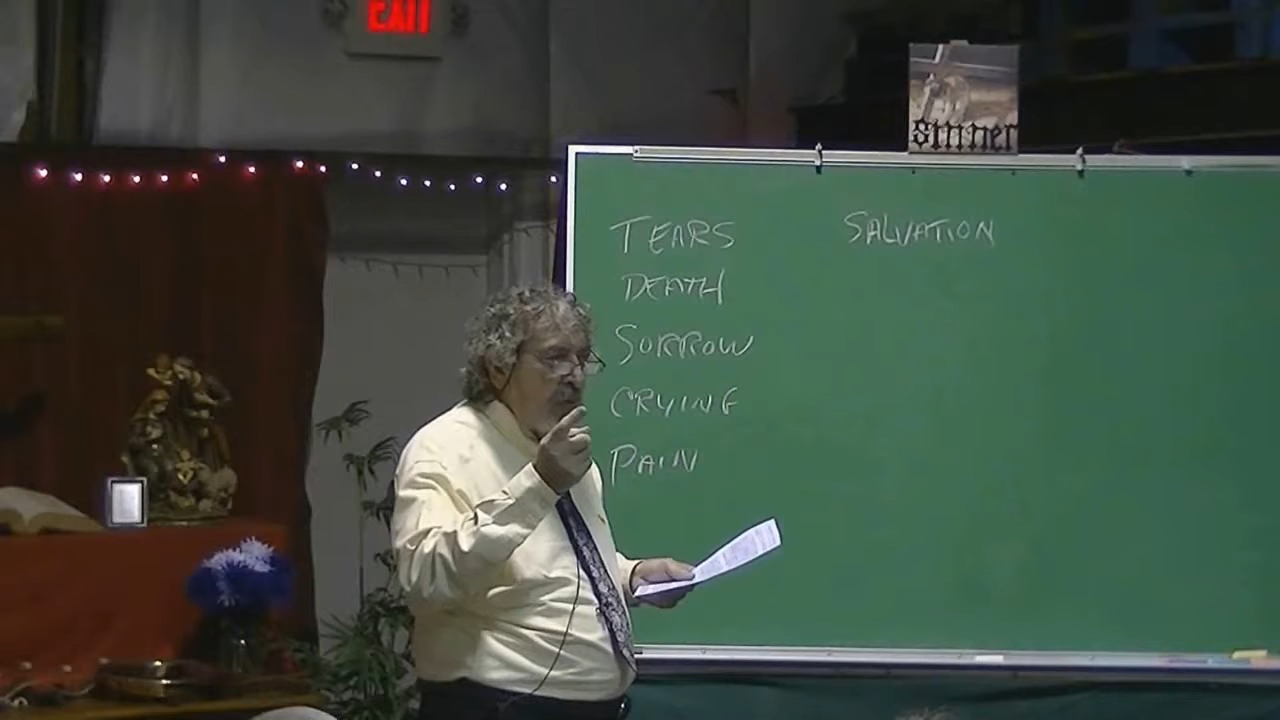 EXIT
sinner
TEARS SALVATION
DEATH
SORROW
CRYING
PAIN